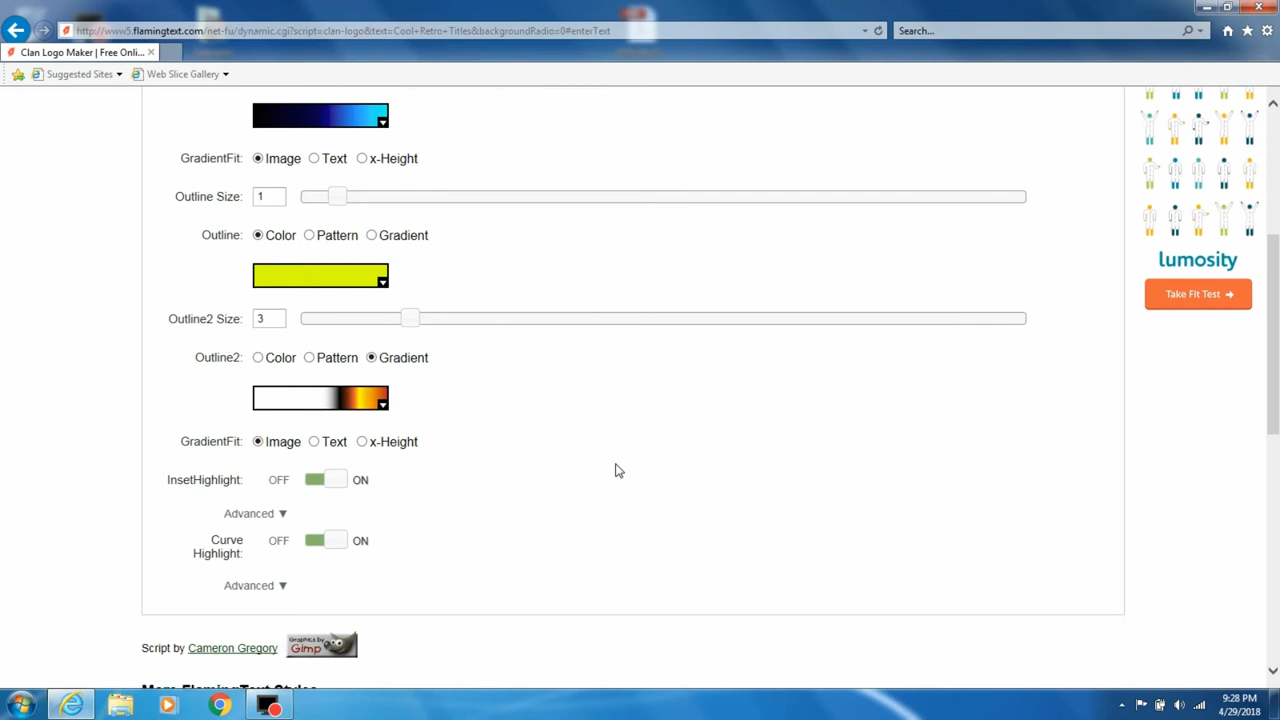 http://www5.flamingtext.com/net-fu/dynamic.cgi?script=clan-logo&text=Cool+Retro+Titles&backgroundRadio=0#enterText
Search...
Clan Logo Maker | Free Onli...
Suggested Sites
Web Slice Gallery
GradientFit: Image Text x-Height
Outline Size: 1
Outline: Color Pattern Gradient
lumosity
Take Fit Test →
Outline2 Size: 3
Outline2: Color Pattern Gradient
GradientFit: Image Text x-Height
InsetHighlight: OFF ON
Advanced ▼
Curve Highlight: OFF ON
Advanced ▼
Script by Cameron Gregory
Graphics by
Gimp
More FlamingText Styles
9:28 PM
4/29/2018